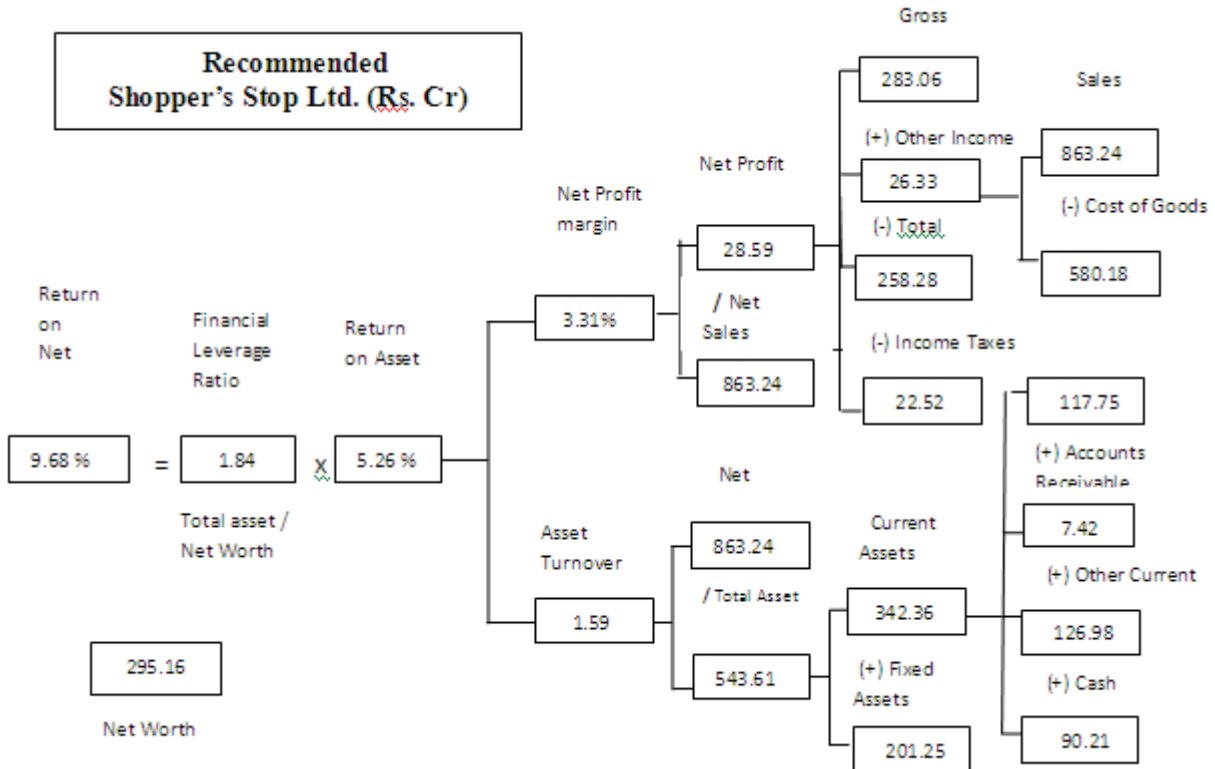 Recommended
Shopper's Stop Ltd. (Rs. Cr)
Gross
283.06
Sales
(+) Other Income
863.24
26.33
(-) Cost of Goods
(-) Total
258.28
580.18
(-) Income Taxes
22.52
Net Profit
28.59
/ Net
Sales
863.24
Net Profit
margin
3.31%
Return
on
Net
9.68 %
=
Financial
Leverage
Ratio
1.84
Total asset /
Net Worth
x
Return
on Asset
5.26 %
Asset
Turnover
1.59
Net
863.24
/ Total Asset
543.61
Current
Assets
342.36
(+) Fixed
Assets
201.25
117.75
(+) Accounts
Receivable
7.42
(+) Other Current
126.98
(+) Cash
90.21
295.16
Net Worth